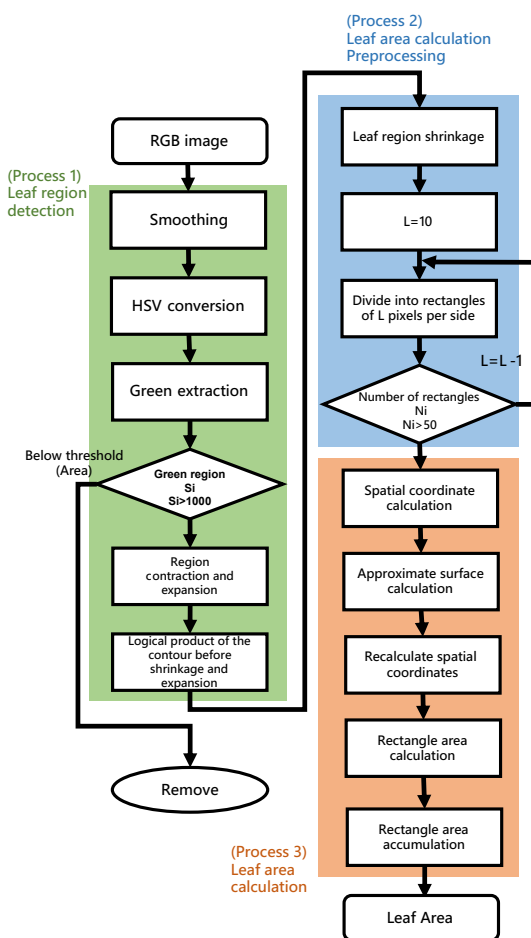 RGB image
(Process 1)
Leaf region
detection
Smoothing
HSV conversion
Green extraction
Below threshold
(Area)
Green region
Si
Si>1000
Region
contraction and
expansion
Logical product of the
contour before
shrinkage and
expansion
Remove
(Process 2)
Leaf area calculation
Preprocessing
Leaf region shrinkage
L=10
Divide into rectangles
of L pixels per side
L=L -1
Number of rectangles
Ni
Ni>50
Spatial coordinate
calculation
Approximate surface
calculation
Recalculate spatial
coordinates
Rectangle area
calculation
Rectangle area
accumulation
(Process 3)
Leaf area
calculation
Leaf Area